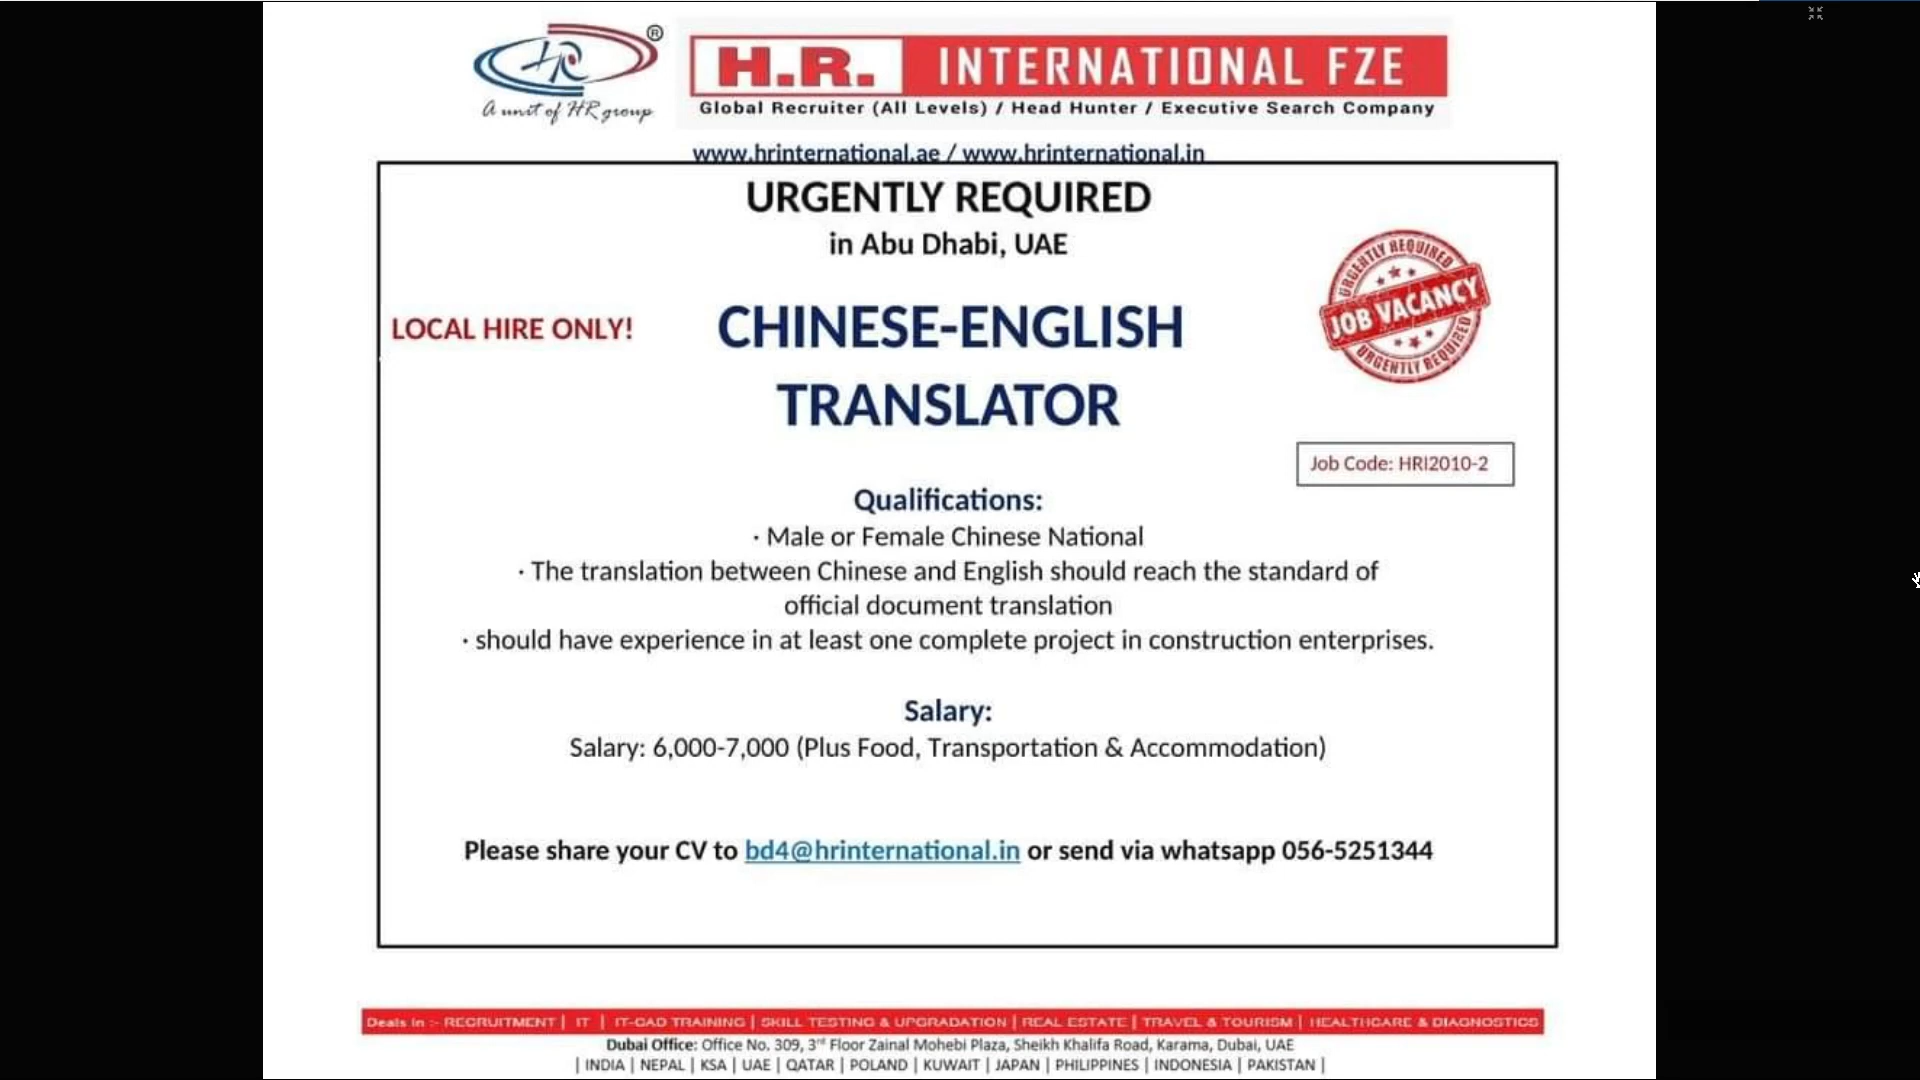 ®
HR
A unit of HR group
H.R. INTERNATIONAL FZE
Global Recruiter (All Levels) / Head Hunter / Executive Search Company
www.hrinternational.ae / www.hrinternational.in
URGENTLY REQUIRED
in Abu Dhabi, UAE
LOCAL HIRE ONLY!
CHINESE-ENGLISH
TRANSLATOR
URGENTLY REQUIRED
JOB VACANCY
URGENTLY REQUIRED
Job Code: HRI2010-2
Qualifications:
· Male or Female Chinese National
· The translation between Chinese and English should reach the standard of
official document translation
· should have experience in at least one complete project in construction enterprises.
Salary:
Salary: 6,000-7,000 (Plus Food, Transportation & Accommodation)
Please share your CV to bd4@hrinternational.in or send via whatsapp 056-5251344
Deals in :- RECRUITMENT | IT | IT-CAD TRAINING | SKILL TESTING & UPGRADATION | REAL ESTATE | TRAVEL & TOURISM | HEALTHCARE & DIAGNOSTICS
Dubai Office: Office No. 309, 3rd Floor Zainal Mohebi Plaza, Sheikh Khalifa Road, Karama, Dubai, UAE
| INDIA | NEPAL | KSA | UAE | QATAR | POLAND | KUWAIT | JAPAN | PHILIPPINES | INDONESIA | PAKISTAN |